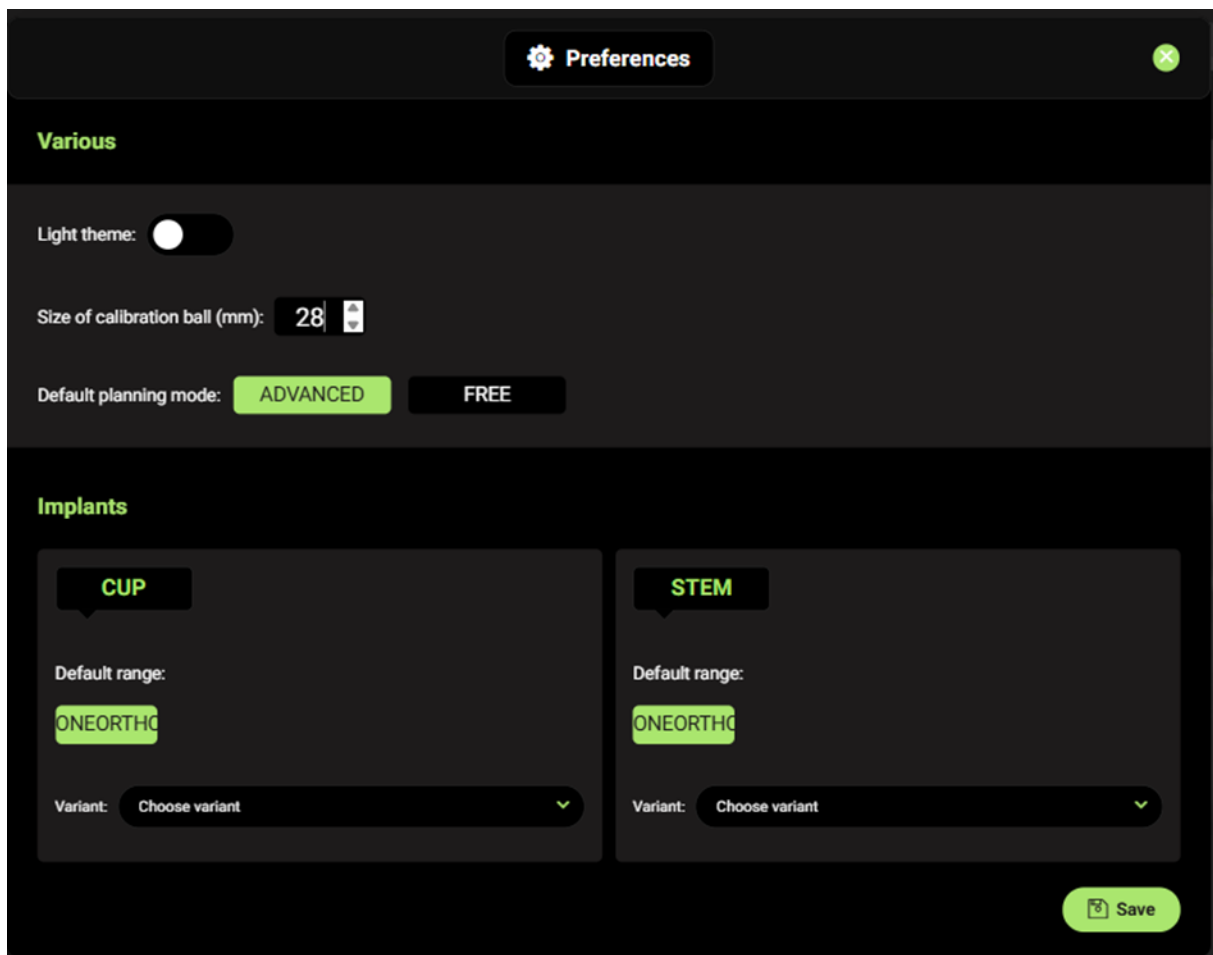 Preferences
Various
Light theme:
Size of calibration ball (mm): 28
Default planning mode: ADVANCED FREE
Implants
CUP
Default range:
ONEORTHO
Variant: Choose variant
STEM
Default range:
ONEORTHO
Variant: Choose variant
Save